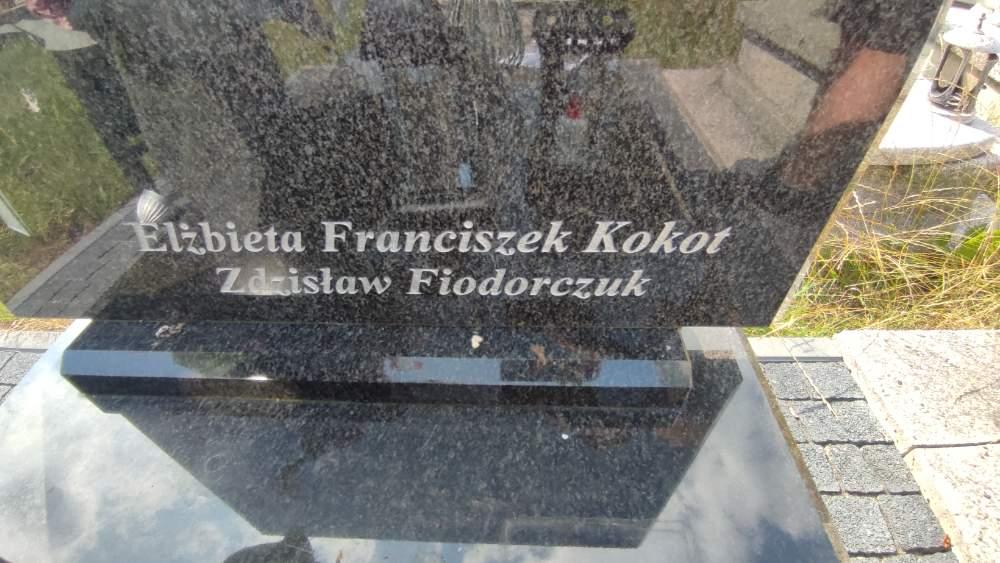 Elżbieta Franciszek Kokot
Zdzisław Fiodorczuk